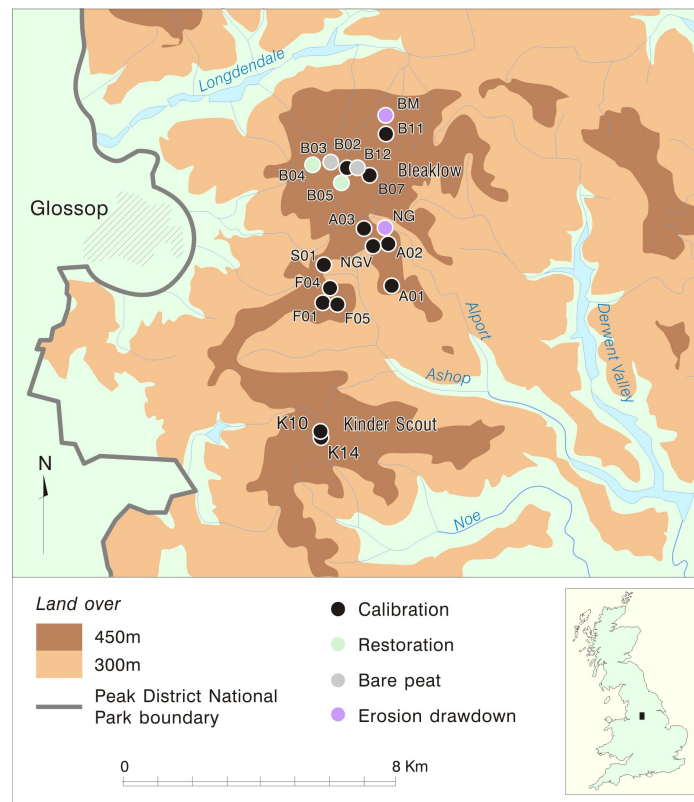 Longdendale
BM
B11
B03
B02
B12
B04
Bleaklow
B05
B07
Glossop
A03
NG
S01
NGV
A02
F04
A01
F01
F05
Alport
Derwent Valley
Ashop
K10
Kinder Scout
K14
N
Noe
Land over
450m
300m
Peak District National
Park boundary
Calibration
Restoration
Bare peat
Erosion drawdown
0
8 Km